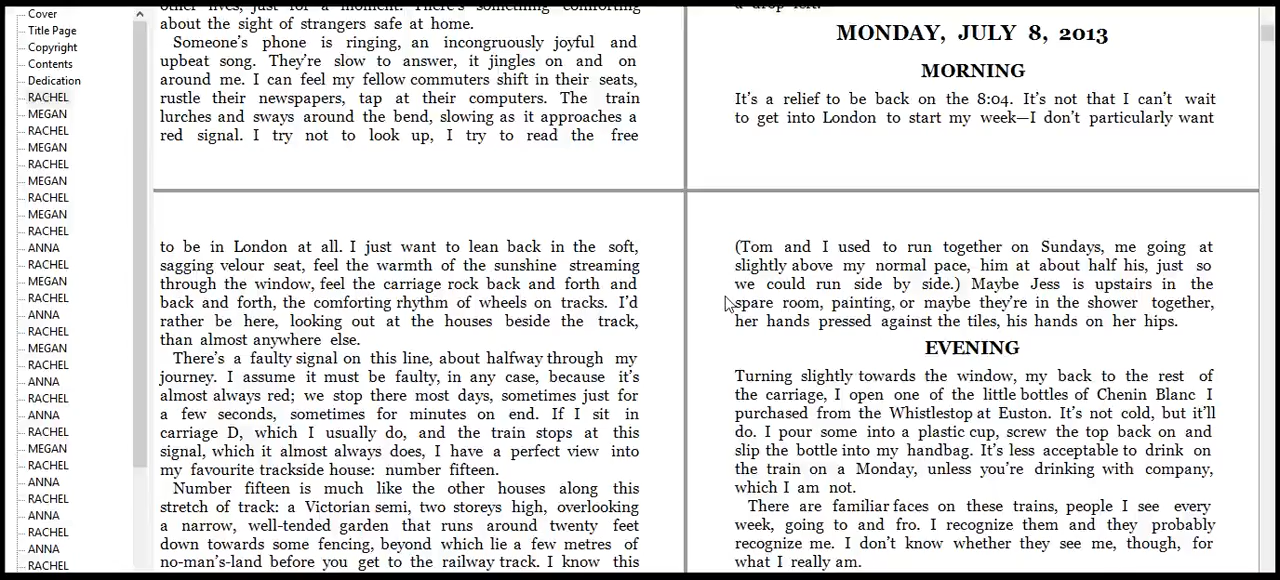 Cover
Title Page
Copyright
Contents
Dedication
RACHEL
MEGAN
RACHEL
MEGAN
RACHEL
MEGAN
RACHEL
MEGAN
RACHEL
ANNA
RACHEL
MEGAN
RACHEL
ANNA
RACHEL
MEGAN
RACHEL
ANNA
RACHEL
ANNA
RACHEL
MEGAN
RACHEL
ANNA
RACHEL
ANNA
RACHEL
ANNA
RACHEL
other lives, just for a moment. There's something comforting
about the sight of strangers safe at home.
Someone's phone is ringing, an incongruously joyful and
upbeat song. They're slow to answer, it jingles on and on
around me. I can feel my fellow commuters shift in their seats,
rustle their newspapers, tap at their computers. The train
lurches and sways around the bend, slowing as it approaches a
red signal. I try not to look up, I try to read the free
a drop left.
MONDAY, JULY 8, 2013
MORNING
It's a relief to be back on the 8:04. It's not that I can't wait
to get into London to start my week—I don't particularly want
to be in London at all. I just want to lean back in the soft,
sagging velour seat, feel the warmth of the sunshine streaming
through the window, feel the carriage rock back and forth and
back and forth, the comforting rhythm of wheels on tracks. I'd
rather be here, looking out at the houses beside the track,
than almost anywhere else.
There's a faulty signal on this line, about halfway through my
journey. I assume it must be faulty, in any case, because it's
almost always red; we stop there most days, sometimes just for
a few seconds, sometimes for minutes on end. If I sit in
carriage D, which I usually do, and the train stops at this
signal, which it almost always does, I have a perfect view into
my favourite trackside house: number fifteen.
Number fifteen is much like the other houses along this
stretch of track: a Victorian semi, two storeys high, overlooking
a narrow, well-tended garden that runs around twenty feet
down towards some fencing, beyond which lie a few metres of
no-man's-land before you get to the railway track. I know this
(Tom and I used to run together on Sundays, me going at
slightly above my normal pace, him at about half his, just so
we could run side by side.) Maybe Jess is upstairs in the
spare room, painting, or maybe they're in the shower together,
her hands pressed against the tiles, his hands on her hips.
EVENING
Turning slightly towards the window, my back to the rest of
the carriage, I open one of the little bottles of Chenin Blanc I
purchased from the Whistlestop at Euston. It's not cold, but it'll
do. I pour some into a plastic cup, screw the top back on and
slip the bottle into my handbag. It's less acceptable to drink on
the train on a Monday, unless you're drinking with company,
which I am not.
There are familiar faces on these trains, people I see every
week, going to and fro. I recognize them and they probably
recognize me. I don't know whether they see me, though, for
what I really am.